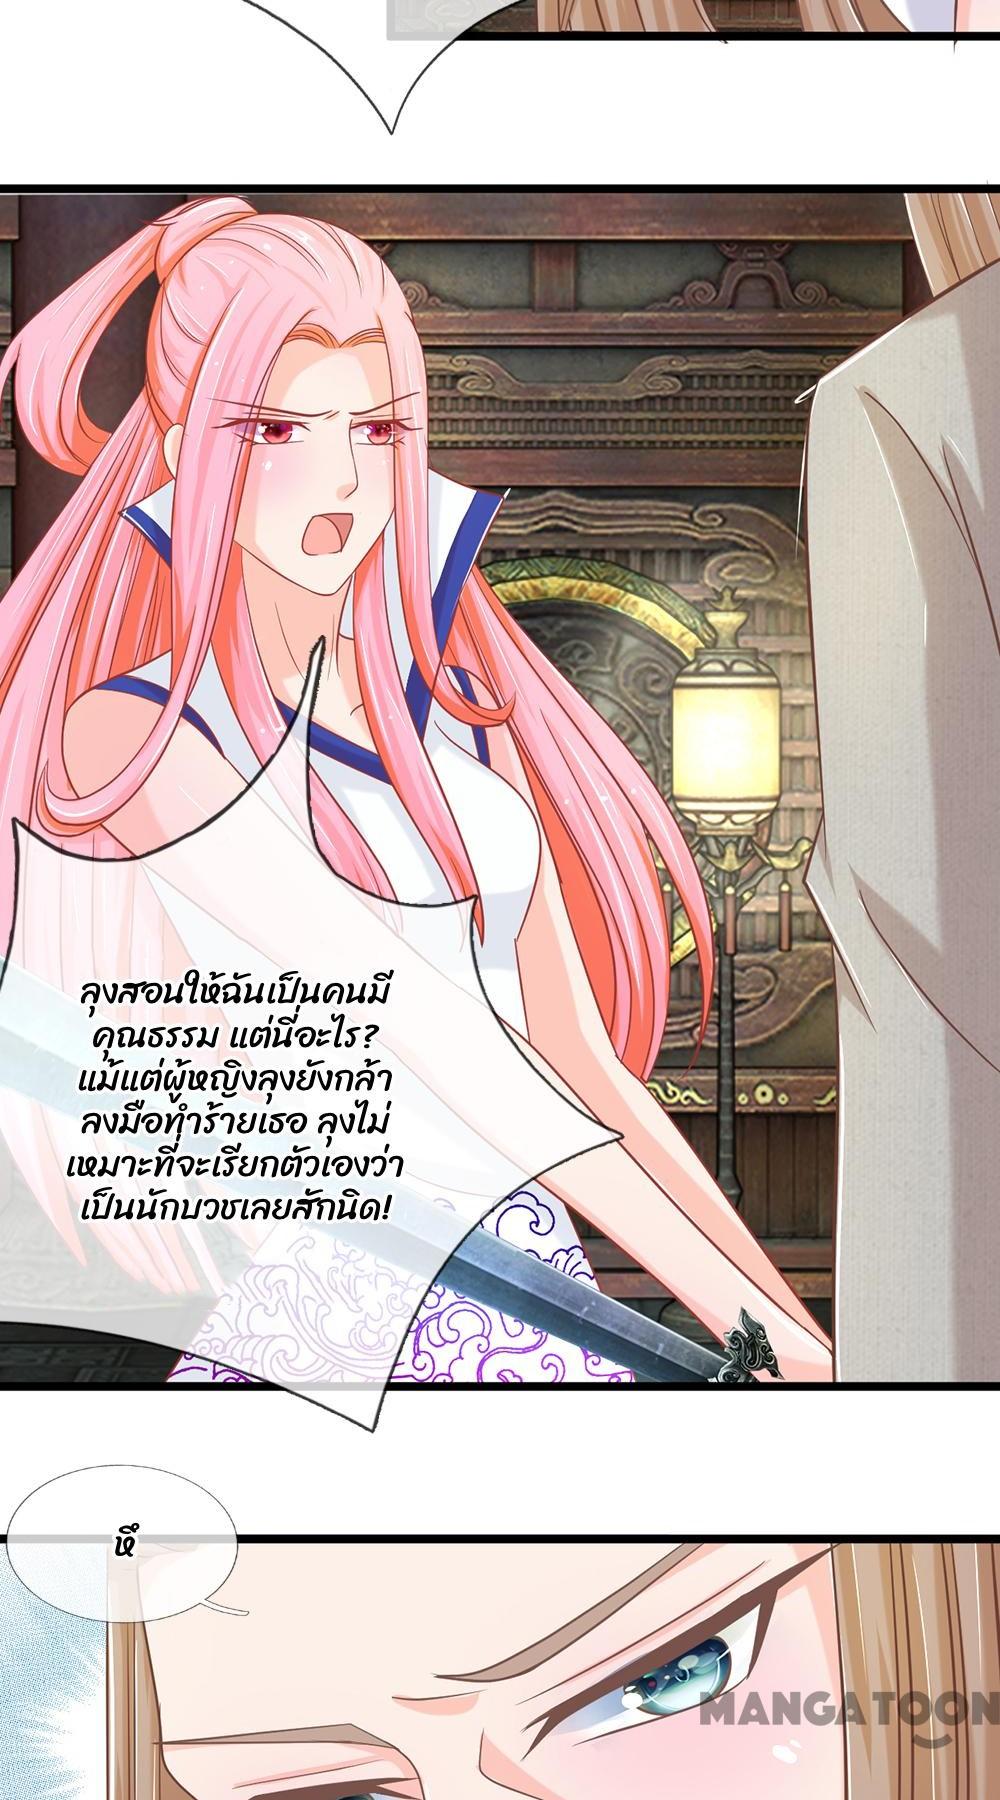 ลุงสอนให้ฉันเป็นคนมี
คุณธรรม แต่นี่อะไร?
แม้แต่ผู้หญิงลุงยังกล้า
ลงมือทำร้ายเธอ ลุงไม่
เหมาะที่จะเรียกตัวเองว่า
เป็นนักบวชเลยสักนิด!
หึ
MANGATOON